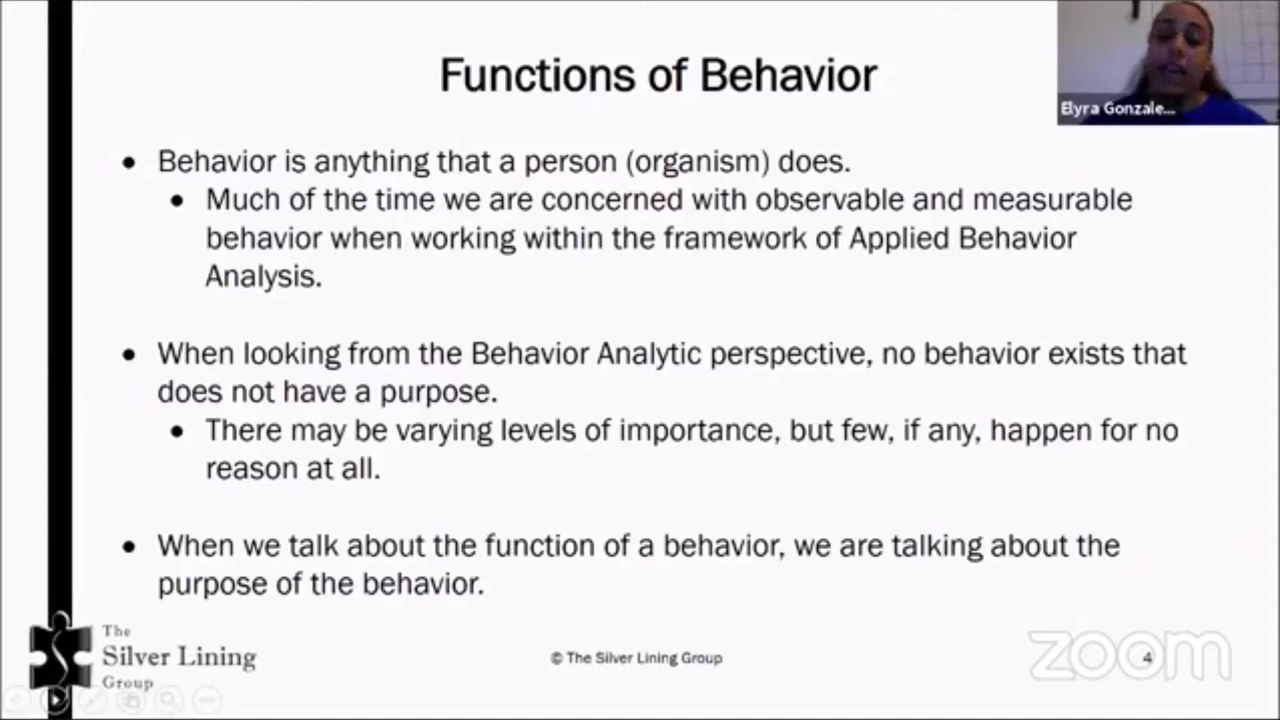 Functions of Behavior
Elyra Gonzale...
• Behavior is anything that a person (organism) does.
• Much of the time we are concerned with observable and measurable
behavior when working within the framework of Applied Behavior
Analysis.
• When looking from the Behavior Analytic perspective, no behavior exists that
does not have a purpose.
• There may be varying levels of importance, but few, if any, happen for no
reason at all.
• When we talk about the function of a behavior, we are talking about the
purpose of the behavior.
The
Silver Lining
Group
© The Silver Lining Group
4
zoom